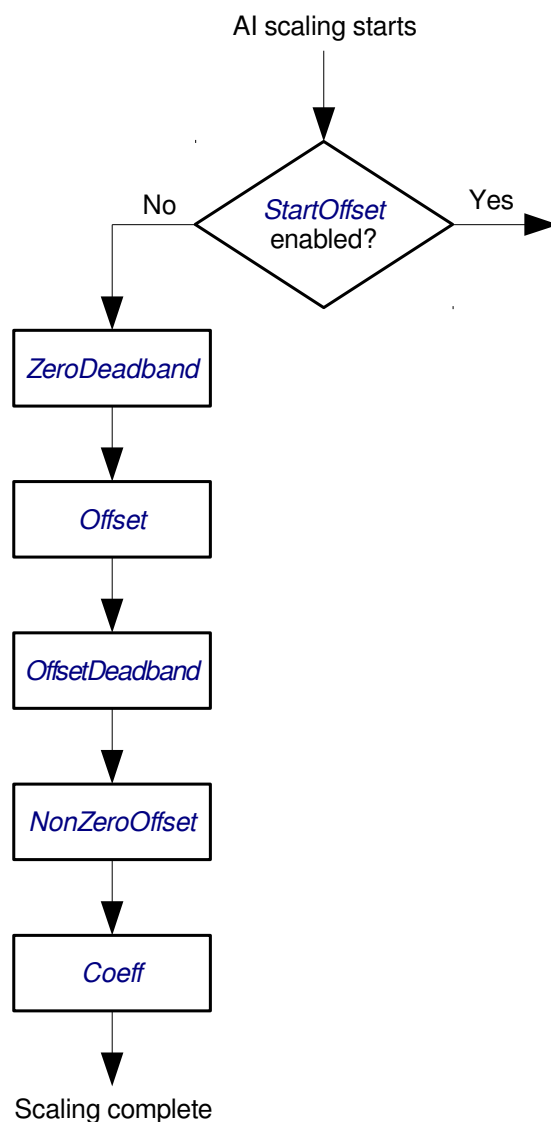 AI scaling starts
StartOffset
enabled?
No
Yes
ZeroDeadband
Offset
OffsetDeadband
NonZeroOffset
Coeff
Scaling complete